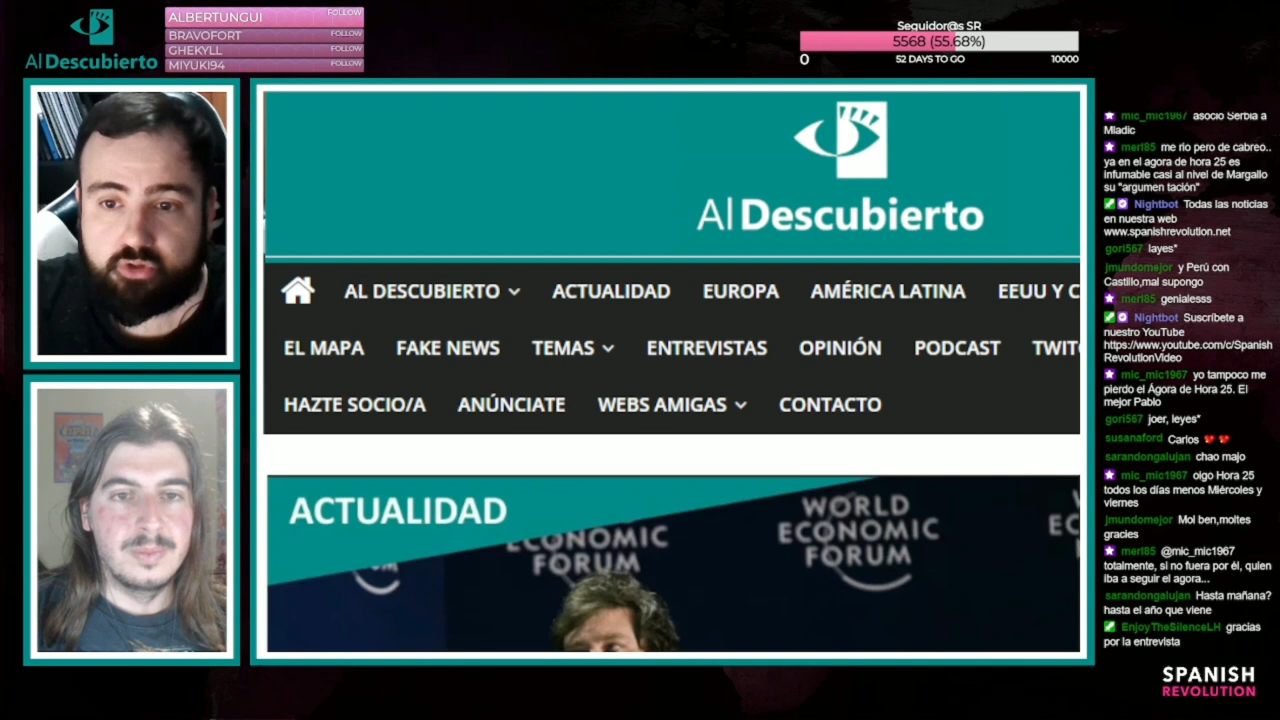 ALBERTUNGUI FOLLOW
BRAVOFORT FOLLOW
GHEKYLL FOLLOW
MIYUKI94 FOLLOW
Al Descubierto
Seguidor@s SR
5568 (55.68%)
0 52 DAYS TO GO 10000
Al Descubierto
AL DESCUBIERTO ACTUALIDAD EUROPA AMÉRICA LATINA EEUU Y C
EL MAPA FAKE NEWS TEMAS ENTREVISTAS OPINIÓN PODCAST TWIT
HAZTE SOCIO/A ANÚNCIATE WEBS AMIGAS CONTACTO
ACTUALIDAD
ECONOMIC
FORUM
WORLD
ECONOMIC
FORUM
EC
mic_mic1967 asocio Serbia a
Mladic
merl85 me rio pero de cabreo..
ya en el agora de hora 25 es
infumable casi al nivel de Margallo
su "argumen tación"
Nightbot Todas las noticias
en nuestra web
www.spanishrevolution.net
gori567 layes*
jmundomejor y Perú con
Castillo,mal supongo
merl85 genialesss
Nightbot Suscríbete a
nuestro YouTube
https://www.youtube.com/c/Spanish
RevolutionVideo
mic_mic1967 yo tampoco me
pierdo el Ágora de Hora 25. El
mejor Pablo
gori567 joer, leyes*
susanaford Carlos
sarandongalujan chao majo
mic_mic1967 oigo Hora 25
todos los días menos Miércoles y
viernes
jmundomejor Mol ben,moltes
gracies
merl85 @mic_mic1967
totalmente, si no fuera por él, quien
iba a seguir el agora...
sarandongalujan Hasta mañana?
hasta el año que viene
EnjoyTheSilenceLH gracias
por la entrevista
SPANISH
REVOLUTION